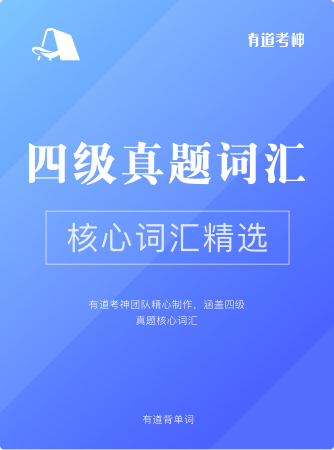 有道考神
四级真题词汇
核心词汇精选
有道考神团队精心制作，涵盖四级
真题核心词汇
有道背单词